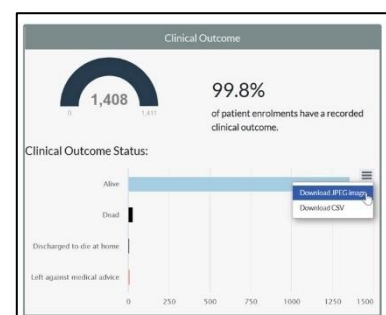 Clinical Outcome
1,408
0
1,411
99.8%
of patient enrolments have a recorded
clinical outcome.
Clinical Outcome Status:
Alive
Dead
Discharged to die at home
Left against medical advice
Download JPEG image
Download CSV
0 250 500 750 1000 1250 1500